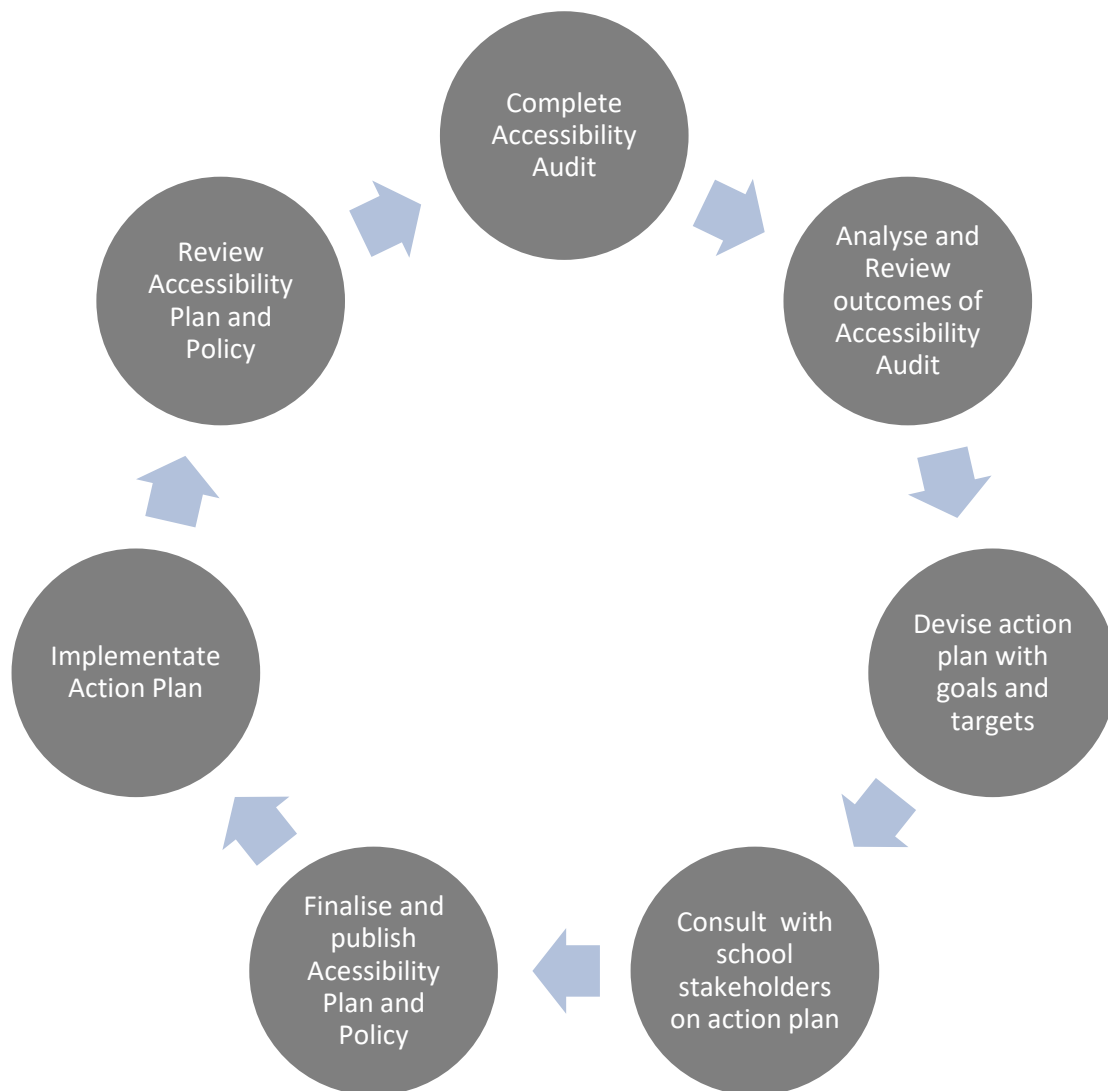 Complete
Accessibility
Audit
Analyse and
Review
outcomes of
Accessibility
Audit
Devise action
plan with
goals and
targets
Consult  with
school
stakeholders
on action plan
Finalise and
publish
Acessibility
Plan and
Policy
Implementate
Action Plan
Review
Accessibility
Plan and
Policy